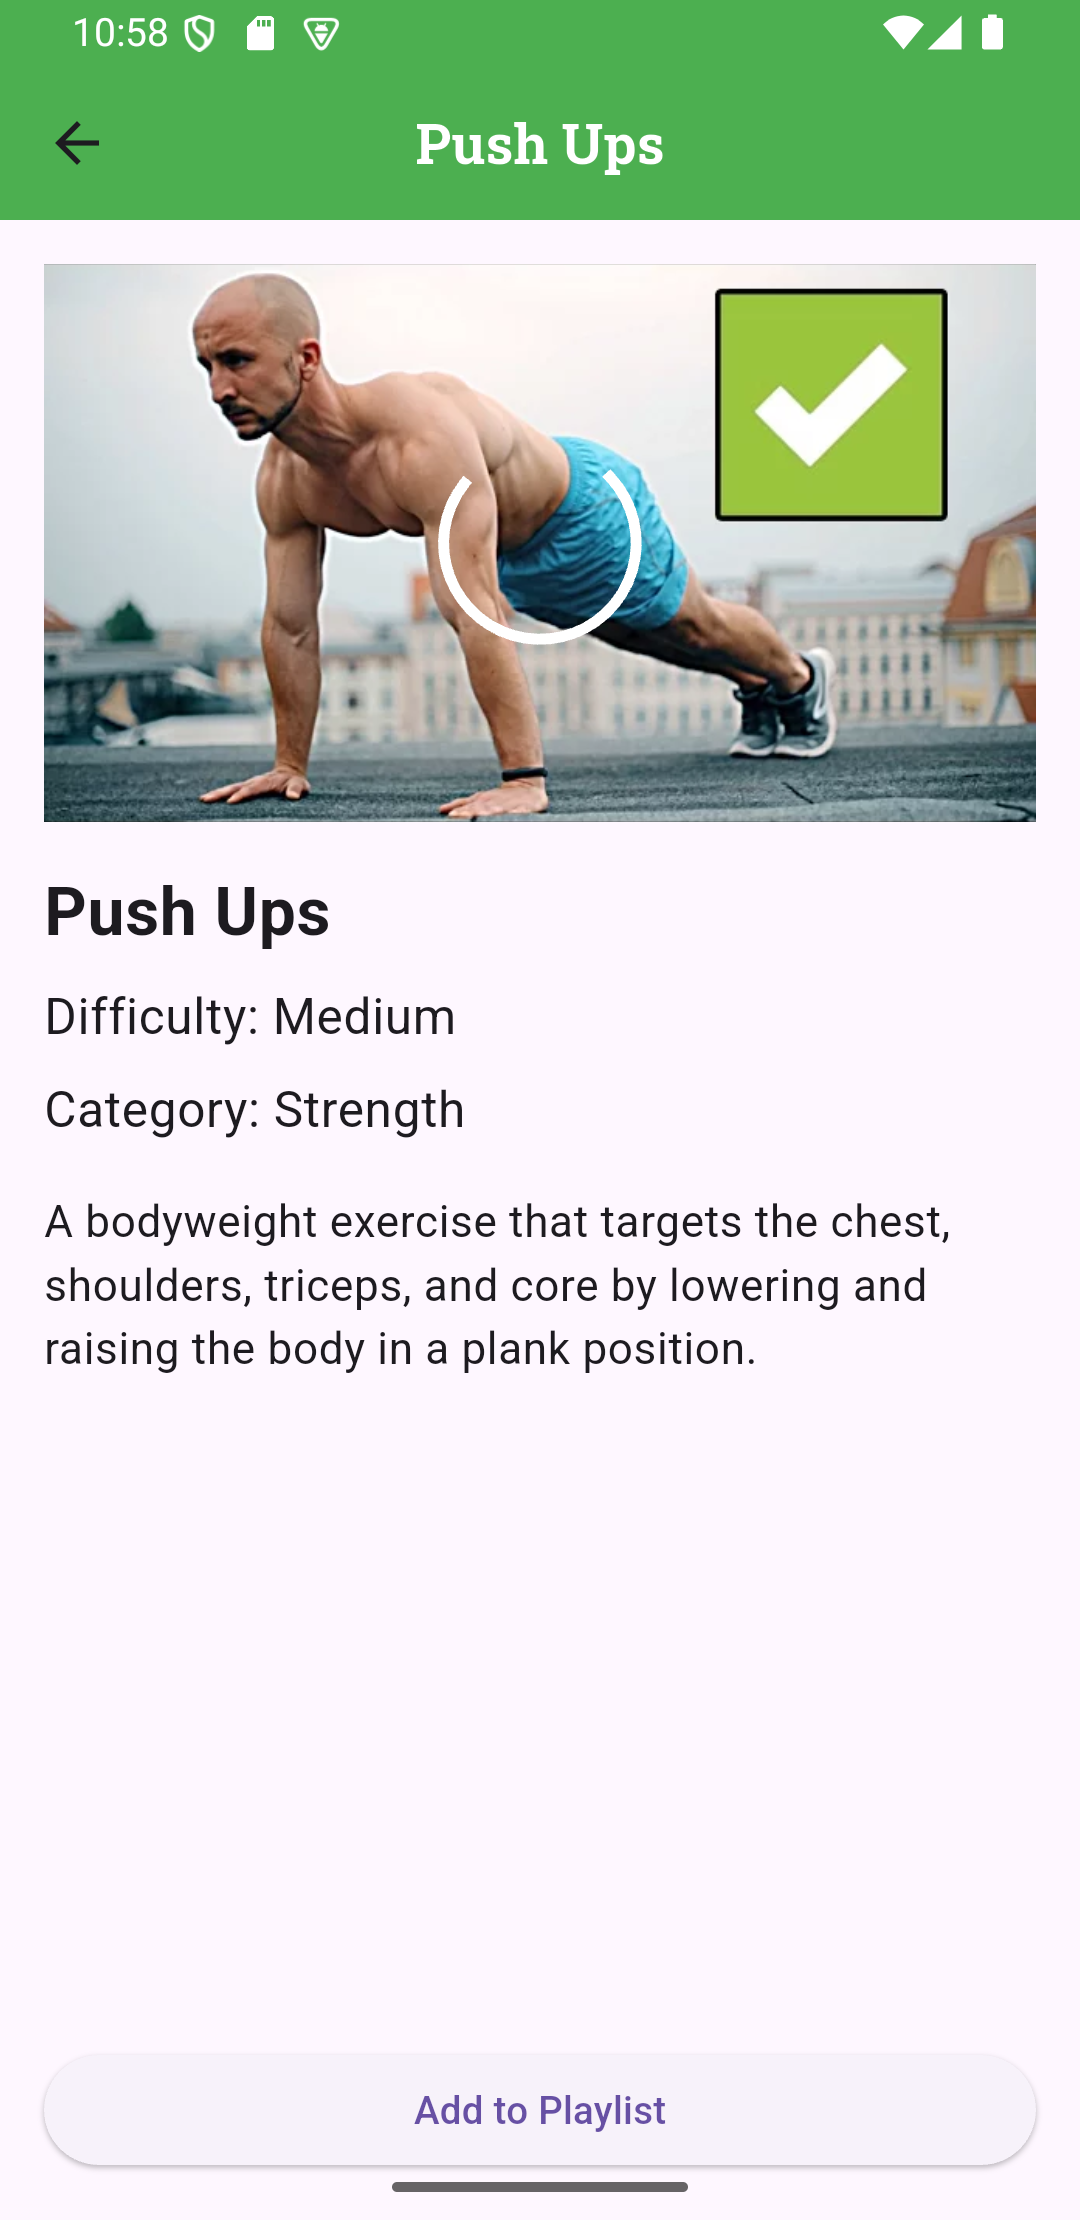 10:58
Push Ups
Push Ups
Difficulty: Medium
Category: Strength
A bodyweight exercise that targets the chest,
shoulders, triceps, and core by lowering and
raising the body in a plank position.
Add to Playlist